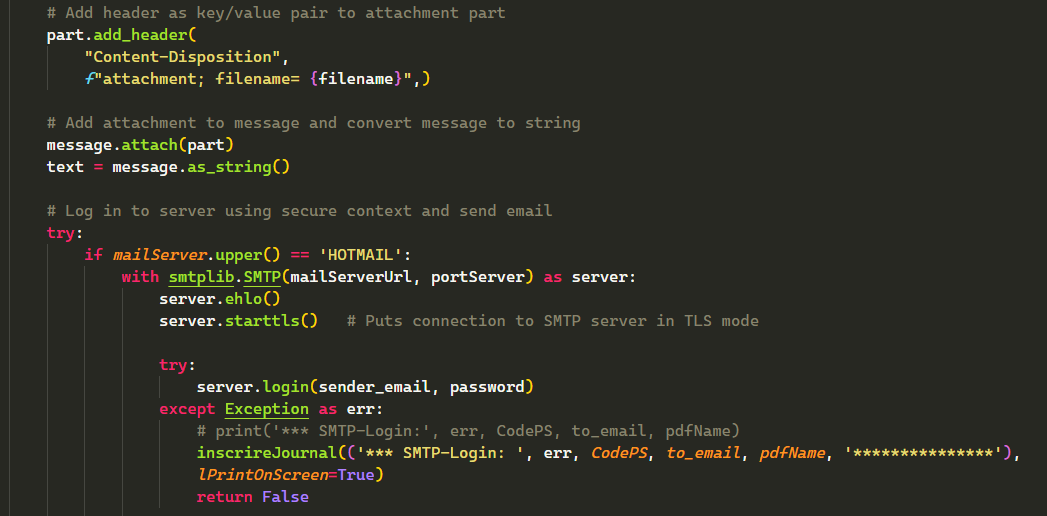 # Add header as key/value pair to attachment part
part.add_header(
"Content-Disposition",
f"attachment; filename= {filename}",)
# Add attachment to message and convert message to string
message.attach(part)
text = message.as_string()
# Log in to server using secure context and send email
try:
if mailServer.upper() == 'HOTMAIL':
with smtplib.SMTP(mailServerUrl, portServer) as server:
server.ehlo()
server.starttls()   # Puts connection to SMTP server in TLS mode
try:
server.login(sender_email, password)
except Exception as err:
# print('*** SMTP-Login:', err, CodePS, to_email, pdfName)
inscrireJournal(('*** SMTP-Login: ', err, CodePS, to_email, pdfName, '***************'),
lPrintOnScreen=True)
return False